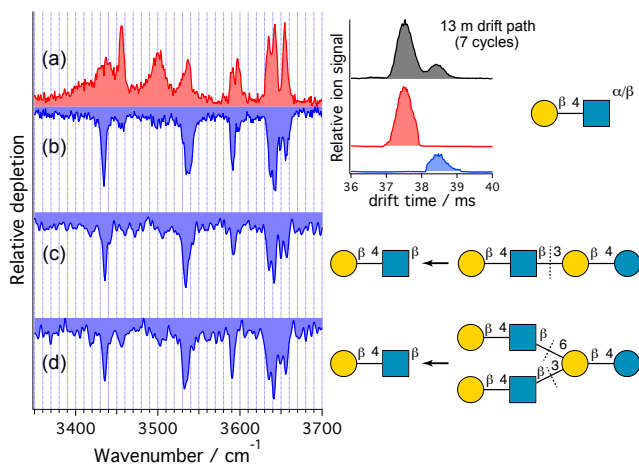 (a)
(b)
(c)
(d)
Relative depletion
3400
3500
3600
3700
Wavenumber / cm⁻¹
13 m drift path
(7 cycles)
Relative ion signal
36
37
38
39
40
drift time / ms
β 4 α/β
β 4 β
β 4 β 3 β 4
β 4 β
β 4 β 6
β 4
β 4 β 3